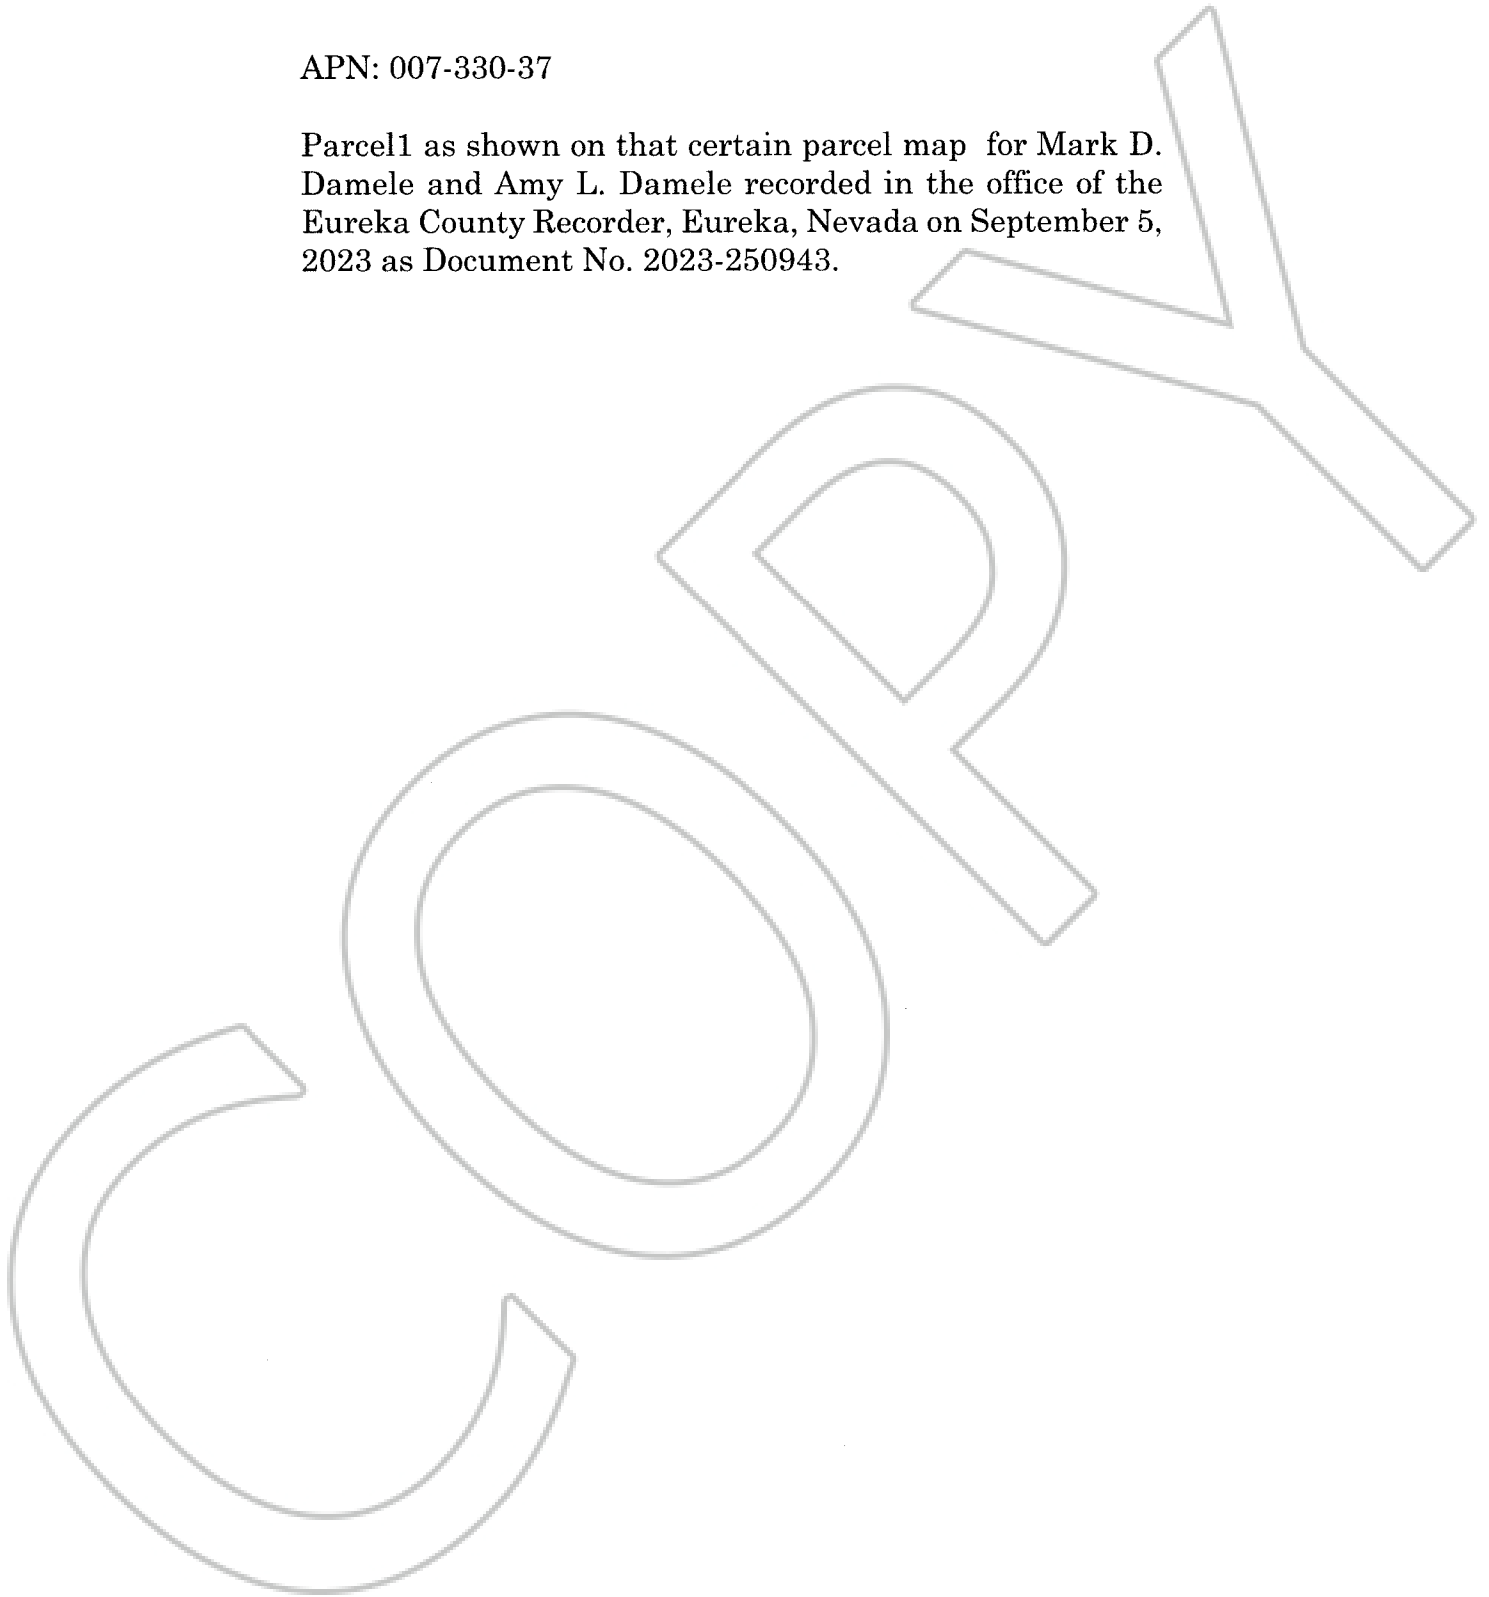 APN: 007-330-37
Parcel1 as shown on that certain parcel map for Mark D.
Damele and Amy L. Damele recorded in the office of the
Eureka County Recorder, Eureka, Nevada on September 5,
2023 as Document No. 2023-250943.
COPY